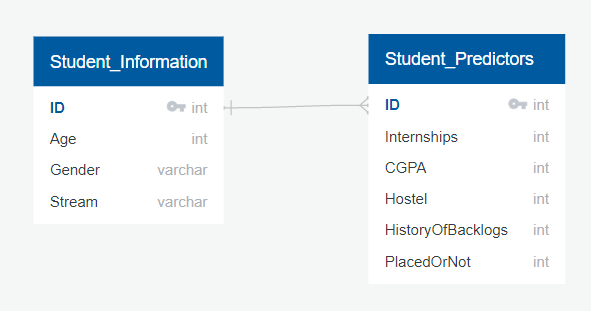 Student_Information
ID int
Age int
Gender varchar
Stream varchar
Student_Predictors
ID int
Internships int
CGPA int
Hostel int
HistoryOfBacklogs int
PlacedOrNot int